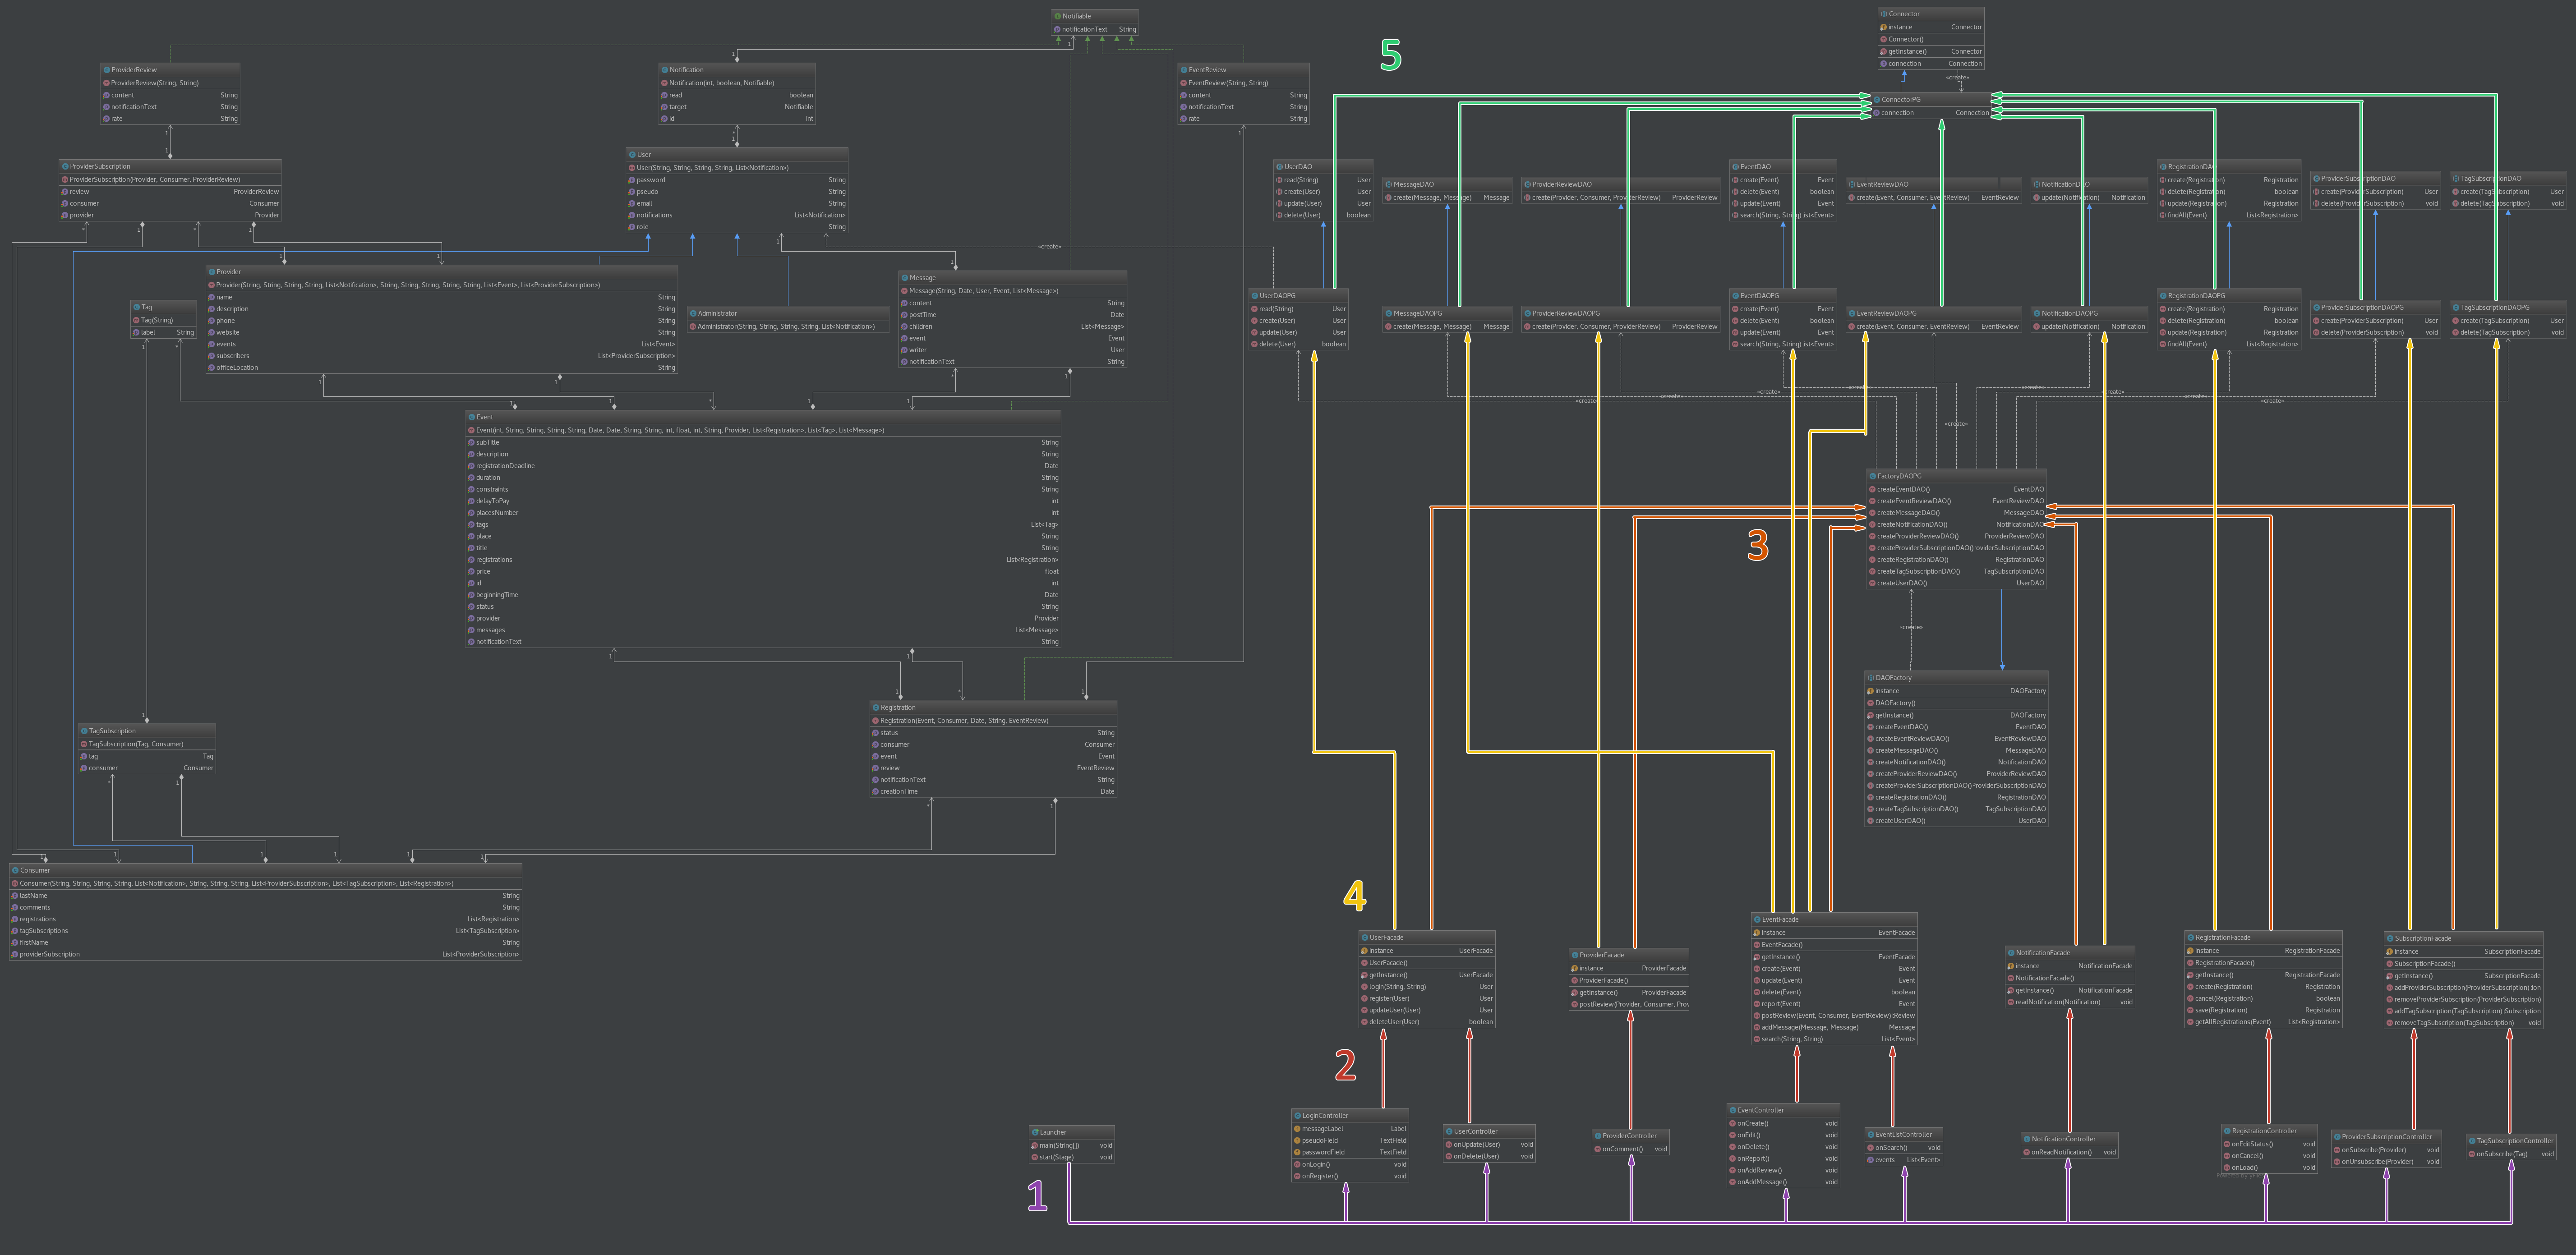 Notifiable
notificationText String
Connector
instance Connector
Connector()
getInstance() Connector
connection Connection
«create»
5
ProviderReview
ProviderReview(String, String)
content String
notificationText String
rate String
Notification
Notification(int, boolean, Notifiable)
read boolean
target Notifiable
id int
EventReview
EventReview(String, String)
content String
notificationText String
rate String
ConnectorPG
connection Connection
ProviderSubscription
ProviderSubscription(Provider, Consumer, ProviderReview)
review ProviderReview
consumer Consumer
provider Provider
User
User(String, String, String, String, List<Notification>)
password String
pseudo String
email String
notifications List<Notification>
role String
UserDAO
read(String) User
create(User) User
update(User) User
delete(User) boolean
MessageDAO
create(Message, Message) Message
ProviderReviewDAO
create(Provider, Consumer, ProviderReview) ProviderReview
EventDAO
create(Event) Event
delete(Event) boolean
update(Event) Event
search(String, String) ist<Event>
EventReviewDAO
create(Event, Consumer, EventReview) EventReview
NotificationDAO
update(Notification) Notification
RegistrationDAO
create(Registration) Registration
delete(Registration) boolean
update(Registration) Registration
findAll(Event) List<Registration>
ProviderSubscriptionDAO
create(ProviderSubscription) User
delete(ProviderSubscription) void
TagSubscriptionDAO
create(TagSubscription) User
delete(TagSubscription) void
«create»
Provider
Provider(String, String, String, String, List<Notification>, String, String, String, String, String, List<Event>, List<ProviderSubscription>)
name String
description String
phone String
website String
events List<Event>
subscribers List<ProviderSubscription>
officeLocation String
Tag
Tag(String)
label String
Administrator
Administrator(String, String, String, String, List<Notification>)
Message
Message(String, Date, User, Event, List<Message>)
content String
postTime Date
children List<Message>
event Event
writer User
notificationText String
UserDAOPG
read(String) User
create(User) User
update(User) User
delete(User) boolean
MessageDAOPG
create(Message, Message) Message
ProviderReviewDAOPG
create(Provider, Consumer, ProviderReview) ProviderReview
EventDAOPG
create(Event) Event
delete(Event) boolean
update(Event) Event
search(String, String) ist<Event>
EventReviewDAOPG
create(Event, Consumer, EventReview) EventReview
NotificationDAOPG
update(Notification) Notification
RegistrationDAOPG
create(Registration) Registration
delete(Registration) boolean
update(Registration) Registration
findAll(Event) List<Registration>
ProviderSubscriptionDAOPG
create(ProviderSubscription) User
delete(ProviderSubscription) void
TagSubscriptionDAOPG
create(TagSubscription) User
delete(TagSubscription) void
«create» «create» «create» «create»
«create» «create»
«create» «create»
«create»
Event
Event(int, String, String, String, String, Date, Date, String, String, int, float, int, String, Provider, List<Registration>, List<Tag>, List<Message>)
subTitle String
description String
registrationDeadline Date
duration String
constraints String
delayToPay int
placesNumber int
tags List<Tag>
place String
title String
registrations List<Registration>
price float
id int
beginningTime Date
status String
provider Provider
messages List<Message>
notificationText String
3
FactoryDAOPG
createEventDAO() EventDAO
createEventReviewDAO() EventReviewDAO
createMessageDAO() MessageDAO
createNotificationDAO() NotificationDAO
createProviderReviewDAO() ProviderReviewDAO
createProviderSubscriptionDAO() roviderSubscriptionDAO
createRegistrationDAO() RegistrationDAO
createTagSubscriptionDAO() TagSubscriptionDAO
createUserDAO() UserDAO
«create»
DAOFactory
instance DAOFactory
DAOFactory()
getInstance() DAOFactory
createEventDAO() EventDAO
createEventReviewDAO() EventReviewDAO
createMessageDAO() MessageDAO
createNotificationDAO() NotificationDAO
createProviderReviewDAO() ProviderReviewDAO
createProviderSubscriptionDAO() ProviderSubscriptionDAO
createRegistrationDAO() RegistrationDAO
createTagSubscriptionDAO() TagSubscriptionDAO
createUserDAO() UserDAO
Registration
Registration(Event, Consumer, Date, String, EventReview)
status String
consumer Consumer
event Event
review EventReview
notificationText String
creationTime Date
TagSubscription
TagSubscription(Tag, Consumer)
tag Tag
consumer Consumer
Consumer
Consumer(String, String, String, String, List<Notification>, String, String, String, List<ProviderSubscription>, List<TagSubscription>, List<Registration>)
lastName String
comments String
registrations List<Registration>
tagSubscriptions List<TagSubscription>
firstName String
providerSubscription List<ProviderSubscription>
4
UserFacade
instance UserFacade
UserFacade()
getInstance() UserFacade
login(String, String) User
register(User) User
updateUser(User) User
deleteUser(User) boolean
ProviderFacade
instance ProviderFacade
ProviderFacade()
getInstance() ProviderFacade
postReview(Provider, Consumer, Prov
EventFacade
instance EventFacade
EventFacade()
getInstance() EventFacade
create(Event) Event
update(Event) Event
delete(Event) boolean
report(Event) Event
postReview(Event, Consumer, EventReview) Review
addMessage(Message, Message) Message
search(String, String) List<Event>
NotificationFacade
instance NotificationFacade
NotificationFacade()
getInstance() NotificationFacade
readNotification(Notification) void
RegistrationFacade
instance RegistrationFacade
RegistrationFacade()
getInstance() RegistrationFacade
create(Registration) Registration
cancel(Registration) boolean
save(Registration) Registration
getAllRegistrations(Event) List<Registration>
SubscriptionFacade
instance SubscriptionFacade
SubscriptionFacade()
getInstance() SubscriptionFacade
addProviderSubscription(ProviderSubscription) ion
removeProviderSubscription(ProviderSubscription)
addTagSubscription(TagSubscription) Subscription
removeTagSubscription(TagSubscription) void
2
Launcher
main(String[]) void
start(Stage) void
LoginController
messageLabel Label
pseudoField TextField
passwordField TextField
onLogin() void
onRegister() void
UserController
onUpdate(User) void
onDelete(User) void
ProviderController
onComment() void
EventController
onCreate() void
onEdit() void
onDelete() void
onReport() void
onAddReview() void
onAddMessage() void
EventListController
onSearch() void
events List<Event>
NotificationController
onReadNotification() void
RegistrationController
onEditStatus() void
onCancel() void
onLoad() void
ProviderSubscriptionController
onSubscribe(Provider) void
onUnsubscribe(Provider) void
TagSubscriptionController
onSubscribe(Tag) void
1